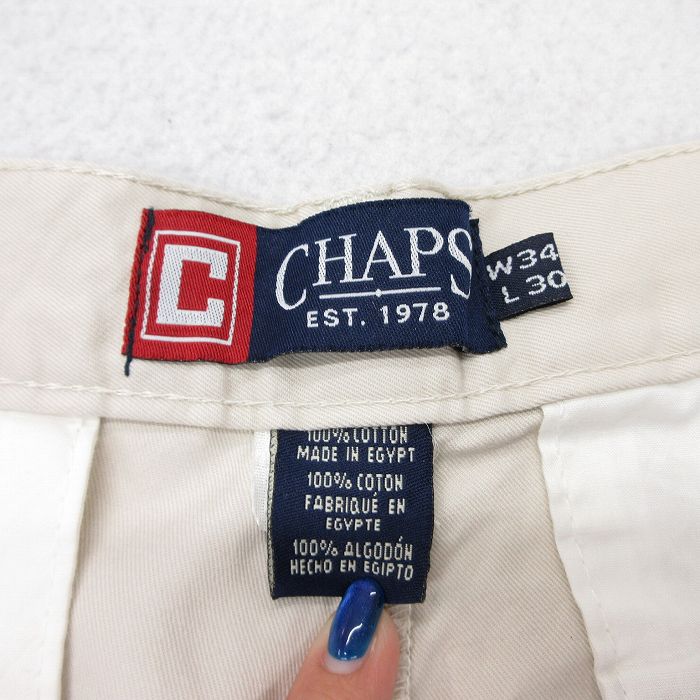 C
CHAPS
EST. 1978
W 34
L 30
100% COTTON
MADE IN EGYPT
100% COTON
FABRIQUÉ EN
EGYPTE
100% ALGODÓN
HECHO EN EGIPTO